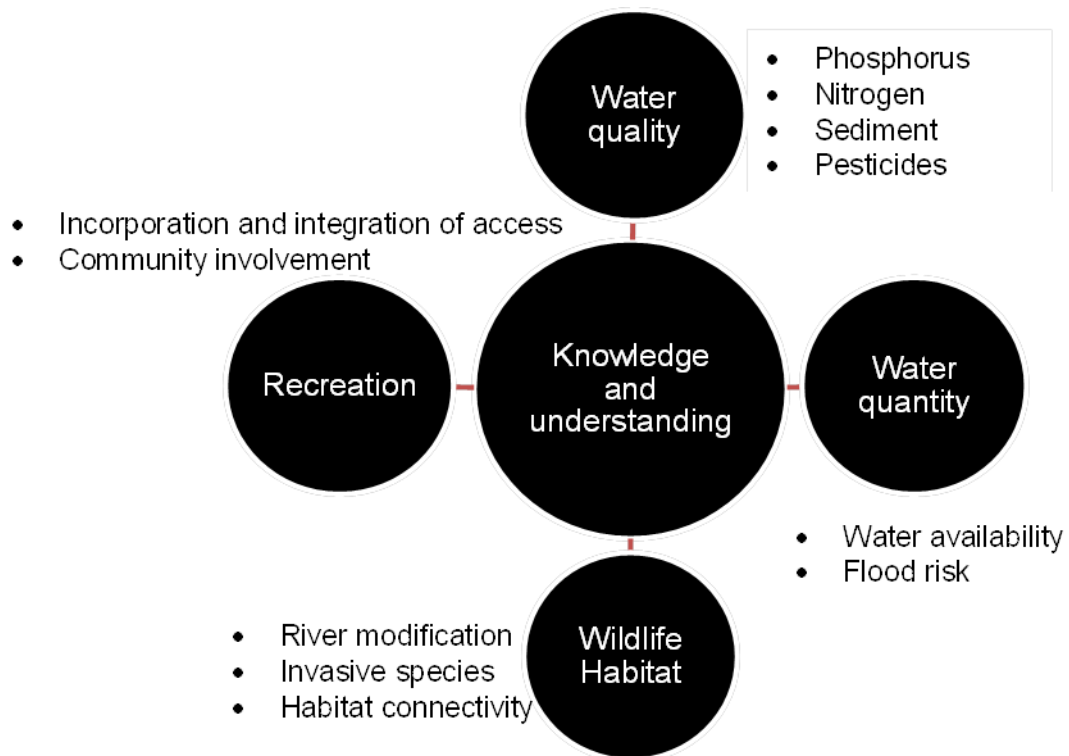 Water
quality
• Phosphorus
• Nitrogen
• Sediment
• Pesticides
• Incorporation and integration of access
• Community involvement
Recreation
Knowledge
and
understanding
Water
quantity
• Water availability
• Flood risk
• River modification
• Invasive species
• Habitat connectivity
Wildlife
Habitat